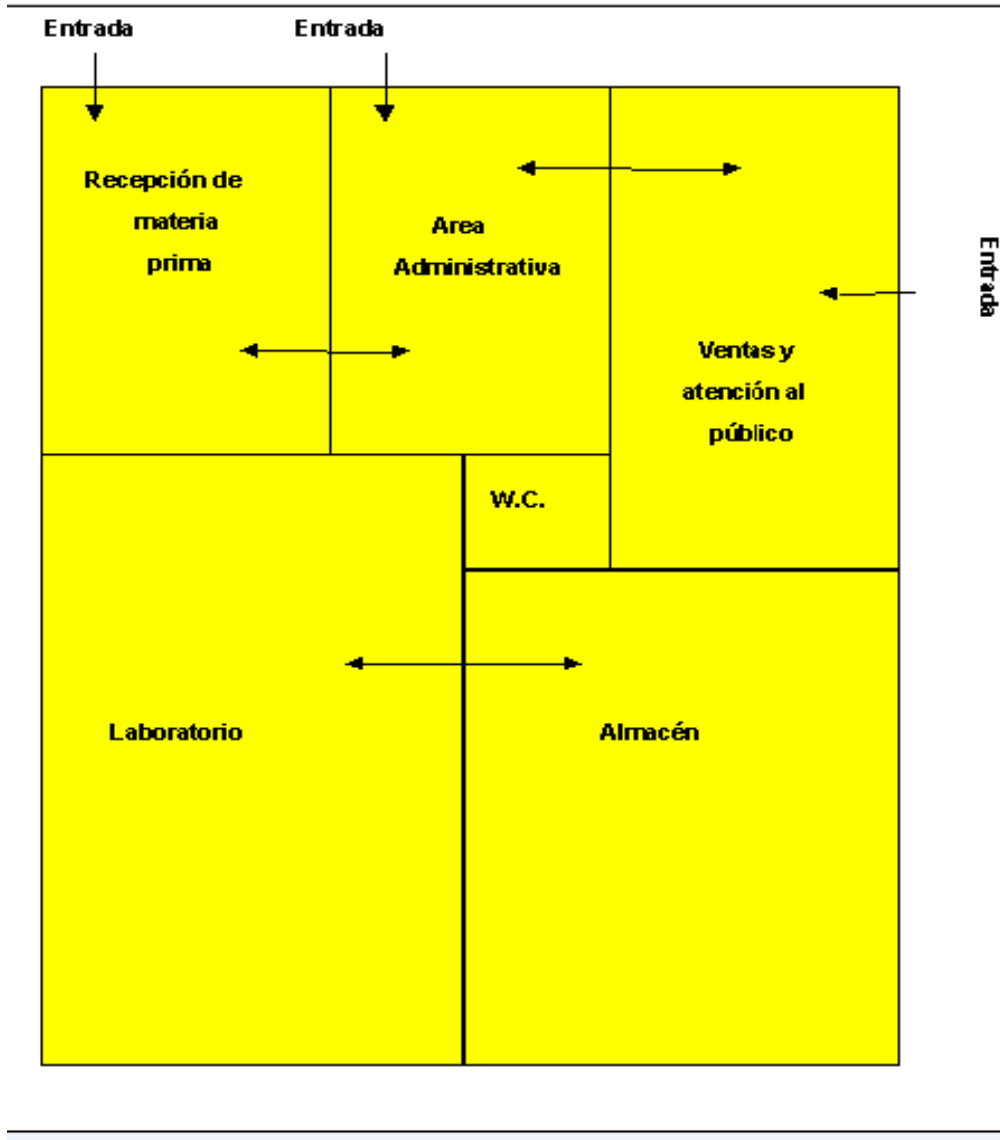 Entrada
Entrada
Recepción de
materia
prima
Area
Administrativa
Entrada
Ventas y
atención al
público
W.C.
Laboratorio
Almacén